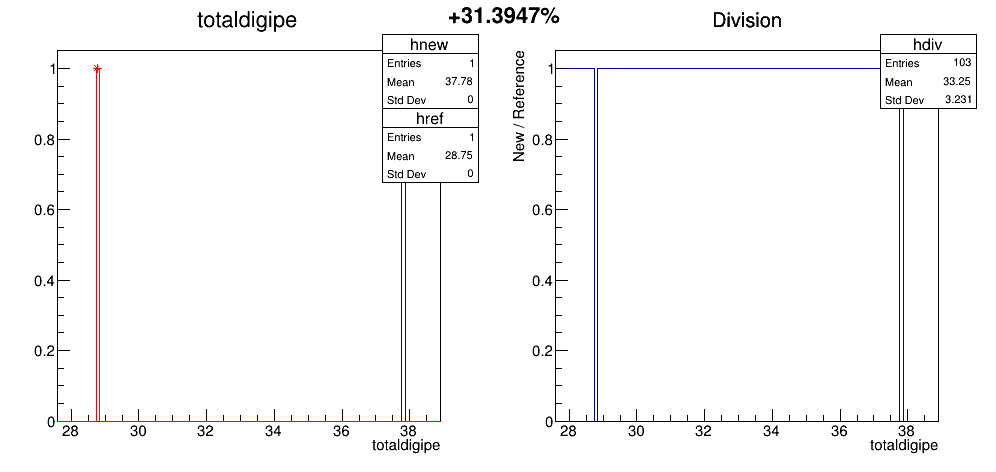 totaldigipe
+31.3947%
Division
hnew
Entries 1
Mean 37.78
Std Dev 0
href
Entries 1
Mean 28.75
Std Dev 0
1
0.8
0.6
0.4
0.2
0
28 30 32 34 36 38
totaldigipe
hdiv
Entries 103
Mean 33.25
Std Dev 3.231
New / Reference
1
0.8
0.6
0.4
0.2
0
28 30 32 34 36 38
totaldigipe